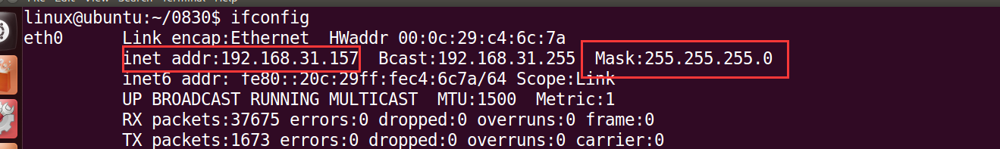 linux@ubuntu:~/0830$ ifconfig
eth0 Link encap:Ethernet HWaddr 00:0c:29:c4:6c:7a
inet addr:192.168.31.157 Bcast:192.168.31.255 Mask:255.255.255.0
inet6 addr: fe80::20c:29ff:fec4:6c7a/64 Scope:Link
UP BROADCAST RUNNING MULTICAST MTU:1500 Metric:1
RX packets:37675 errors:0 dropped:0 overruns:0 frame:0
TX packets:1673 errors:0 dropped:0 overruns:0 carrier:0